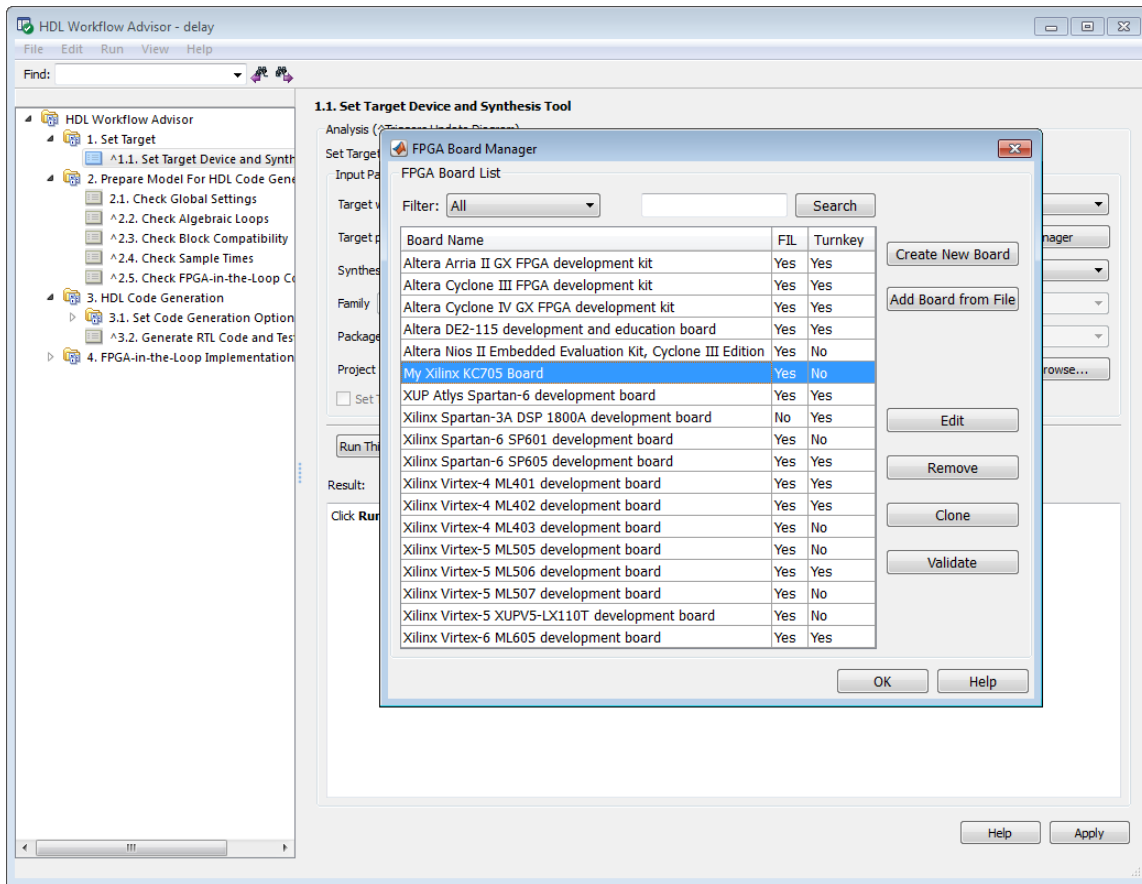 HDL Workflow Advisor - delay
File Edit Run View Help
Find:
HDL Workflow Advisor
1. Set Target
^1.1. Set Target Device and Synth
2. Prepare Model For HDL Code Gene
2.1. Check Global Settings
^2.2. Check Algebraic Loops
^2.3. Check Block Compatibility
^2.4. Check Sample Times
^2.5. Check FPGA-in-the-Loop Co
3. HDL Code Generation
3.1. Set Code Generation Option
^3.2. Generate RTL Code and Tes
4. FPGA-in-the-Loop Implementation
1.1. Set Target Device and Synthesis Tool
Analysis (^Triggers Update Diagram)
Set Target
Input Pa
Target w
Target p
nager
Synthes
Family
Package
Project
rowse...
Set T
Run Thi
Result:
Click Run
FPGA Board Manager
FPGA Board List
Filter: All Search
Board Name FIL Turnkey
Altera Arria II GX FPGA development kit Yes Yes
Altera Cyclone III FPGA development kit Yes Yes
Altera Cyclone IV GX FPGA development kit Yes Yes
Altera DE2-115 development and education board Yes Yes
Altera Nios II Embedded Evaluation Kit, Cyclone III Edition Yes No
My Xilinx KC705 Board Yes No
XUP Atlys Spartan-6 development board Yes Yes
Xilinx Spartan-3A DSP 1800A development board No Yes
Xilinx Spartan-6 SP601 development board Yes No
Xilinx Spartan-6 SP605 development board Yes Yes
Xilinx Virtex-4 ML401 development board Yes Yes
Xilinx Virtex-4 ML402 development board Yes Yes
Xilinx Virtex-4 ML403 development board Yes No
Xilinx Virtex-5 ML505 development board Yes No
Xilinx Virtex-5 ML506 development board Yes Yes
Xilinx Virtex-5 ML507 development board Yes No
Xilinx Virtex-5 XUPV5-LX110T development board Yes No
Xilinx Virtex-6 ML605 development board Yes Yes
Create New Board
Add Board from File
Edit
Remove
Clone
Validate
OK Help
Help Apply